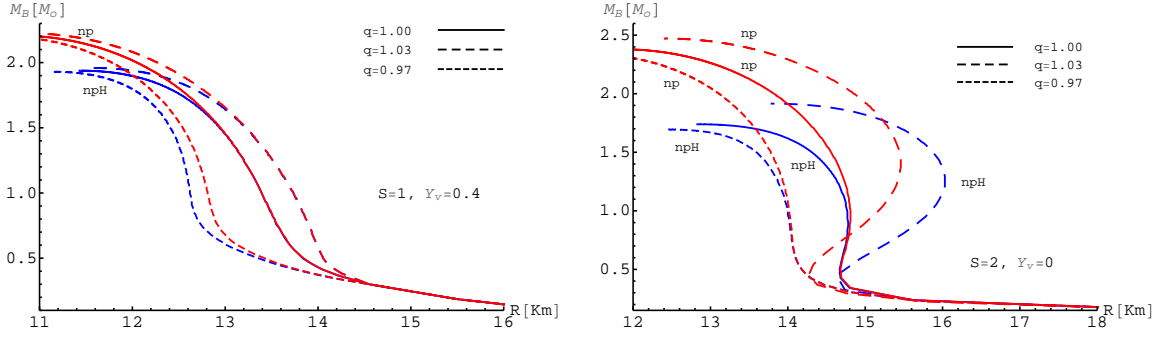 M_B[M_o]
2.0
1.5
1.0
0.5
11
12
13
14
15
16
R[Km]
np
npH
q=1.00
q=1.03
q=0.97
S=1, Y_ν=0.4
M_B[M_o]
2.5
2.0
1.5
1.0
0.5
12
13
14
15
16
17
18
R[Km]
np
np
np
npH
npH
npH
q=1.00
q=1.03
q=0.97
S=2, Y_ν=0